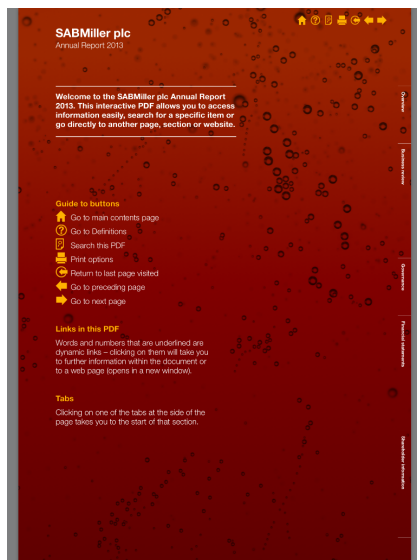 SABMiller plc
Annual Report 2013
Welcome to the SABMiller plc Annual Report
2013. This interactive PDF allows you to access
information easily, search for a specific item or
go directly to another page, section or website.
Guide to buttons
Go to main contents page
Go to Definitions
Search this PDF
Print options
Return to last page visited
Go to preceding page
Go to next page
Links in this PDF
Words and numbers that are underlined are
dynamic links – clicking on them will take you
to further information within the document or
to a web page (opens in a new window).
Tabs
Clicking on one of the tabs at the side of the
page takes you to the start of that section.
Overview
Business review
Governance
Financial statements
Shareholder information